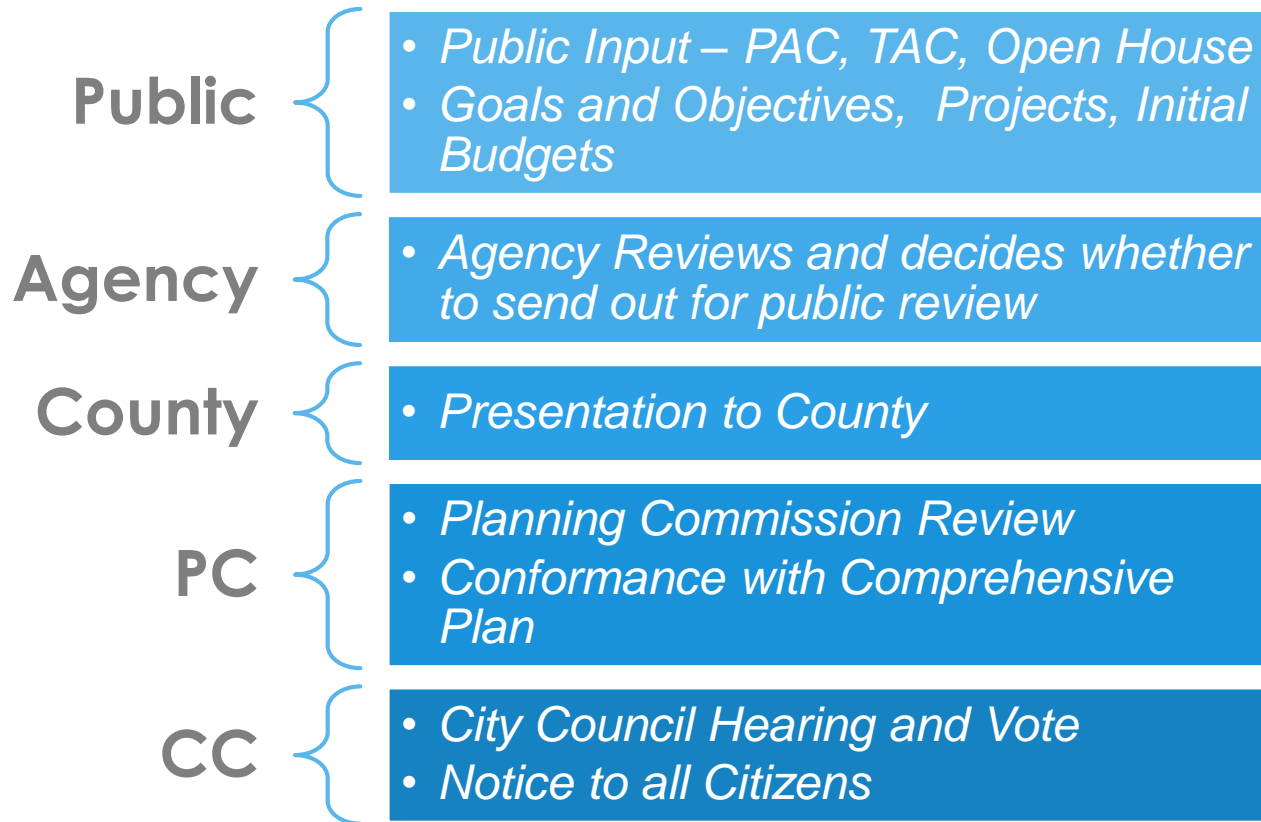 Public
• Public Input – PAC, TAC, Open House
• Goals and Objectives, Projects, Initial
Budgets
Agency
• Agency Reviews and decides whether
to send out for public review
County
• Presentation to County
PC
• Planning Commission Review
• Conformance with Comprehensive
Plan
CC
• City Council Hearing and Vote
• Notice to all Citizens